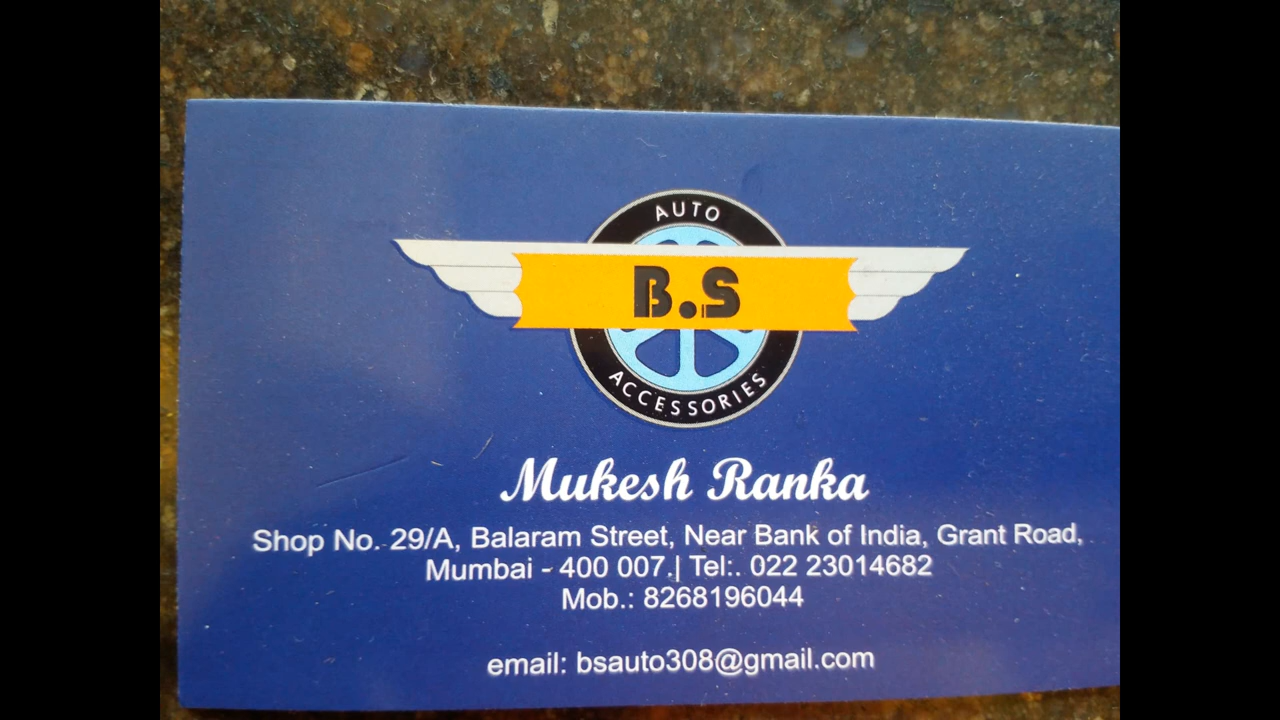 AUTO
B.S
ACCESSORIES
Mukesh Ranka
Shop No. 29/A, Balaram Street, Near Bank of India, Grant Road,
Mumbai - 400 007.| Tel:. 022 23014682
Mob.: 8268196044
email: bsauto308@gmail.com